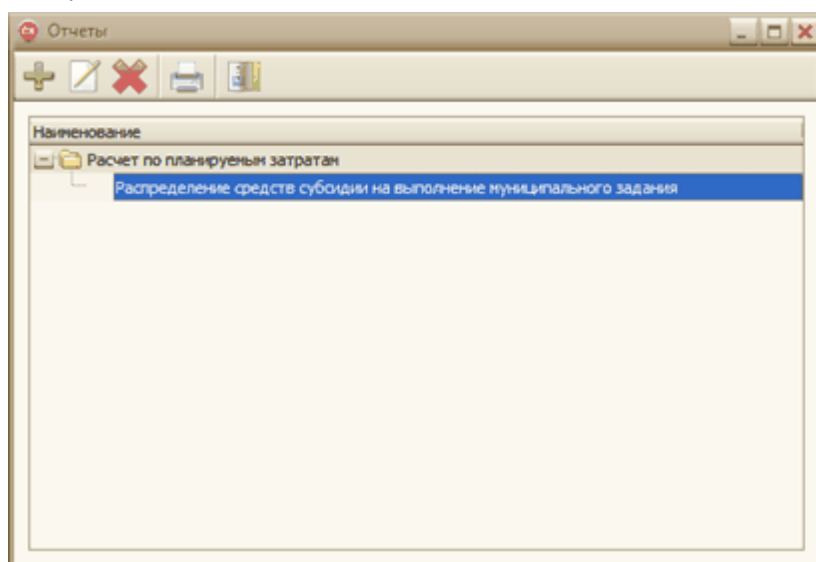 Отчеты
Наименование
Расчет по планируемым затратам
Распределение средств субсидии на выполнение муниципального задания